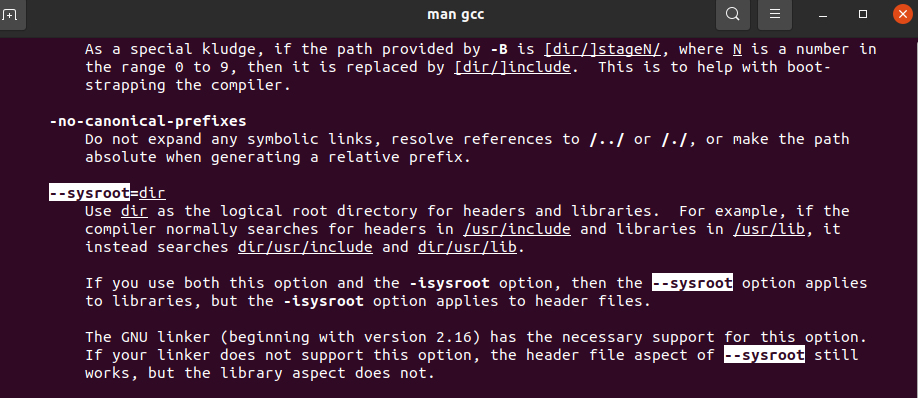 man gcc
As a special kludge, if the path provided by -B is [dir/]stageN/, where N is a number in
the range 0 to 9, then it is replaced by [dir/]include.  This is to help with boot-
strapping the compiler.
-no-canonical-prefixes
Do not expand any symbolic links, resolve references to /../ or /./, or make the path
absolute when generating a relative prefix.
--sysroot=dir
Use dir as the logical root directory for headers and libraries.  For example, if the
compiler normally searches for headers in /usr/include and libraries in /usr/lib, it
instead searches dir/usr/include and dir/usr/lib.
If you use both this option and the -isysroot option, then the --sysroot option applies
to libraries, but the -isysroot option applies to header files.
The GNU linker (beginning with version 2.16) has the necessary support for this option.
If your linker does not support this option, the header file aspect of --sysroot still
works, but the library aspect does not.